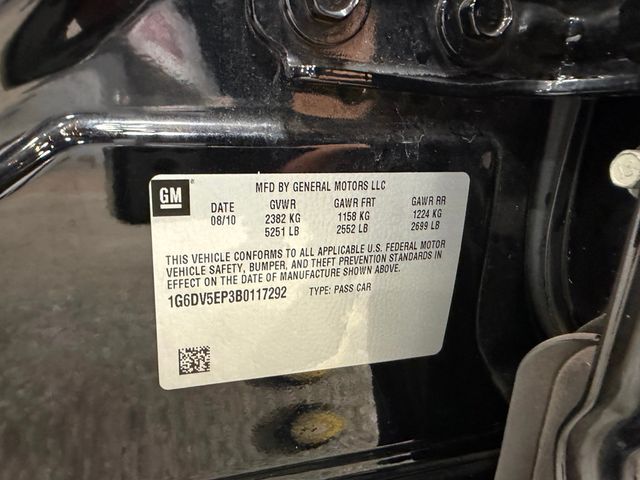 GM
MFD BY GENERAL MOTORS LLC
DATE GVWR GAWR FRT GAWR RR
08/10 2382 KG 1158 KG 1224 KG
5251 LB 2552 LB 2699 LB
THIS VEHICLE CONFORMS TO ALL APPLICABLE U.S. FEDERAL MOTOR
VEHICLE SAFETY, BUMPER, AND THEFT PREVENTION STANDARDS IN
EFFECT ON THE DATE OF MANUFACTURE SHOWN ABOVE.
1G6DV5EP3B0117292 TYPE: PASS CAR